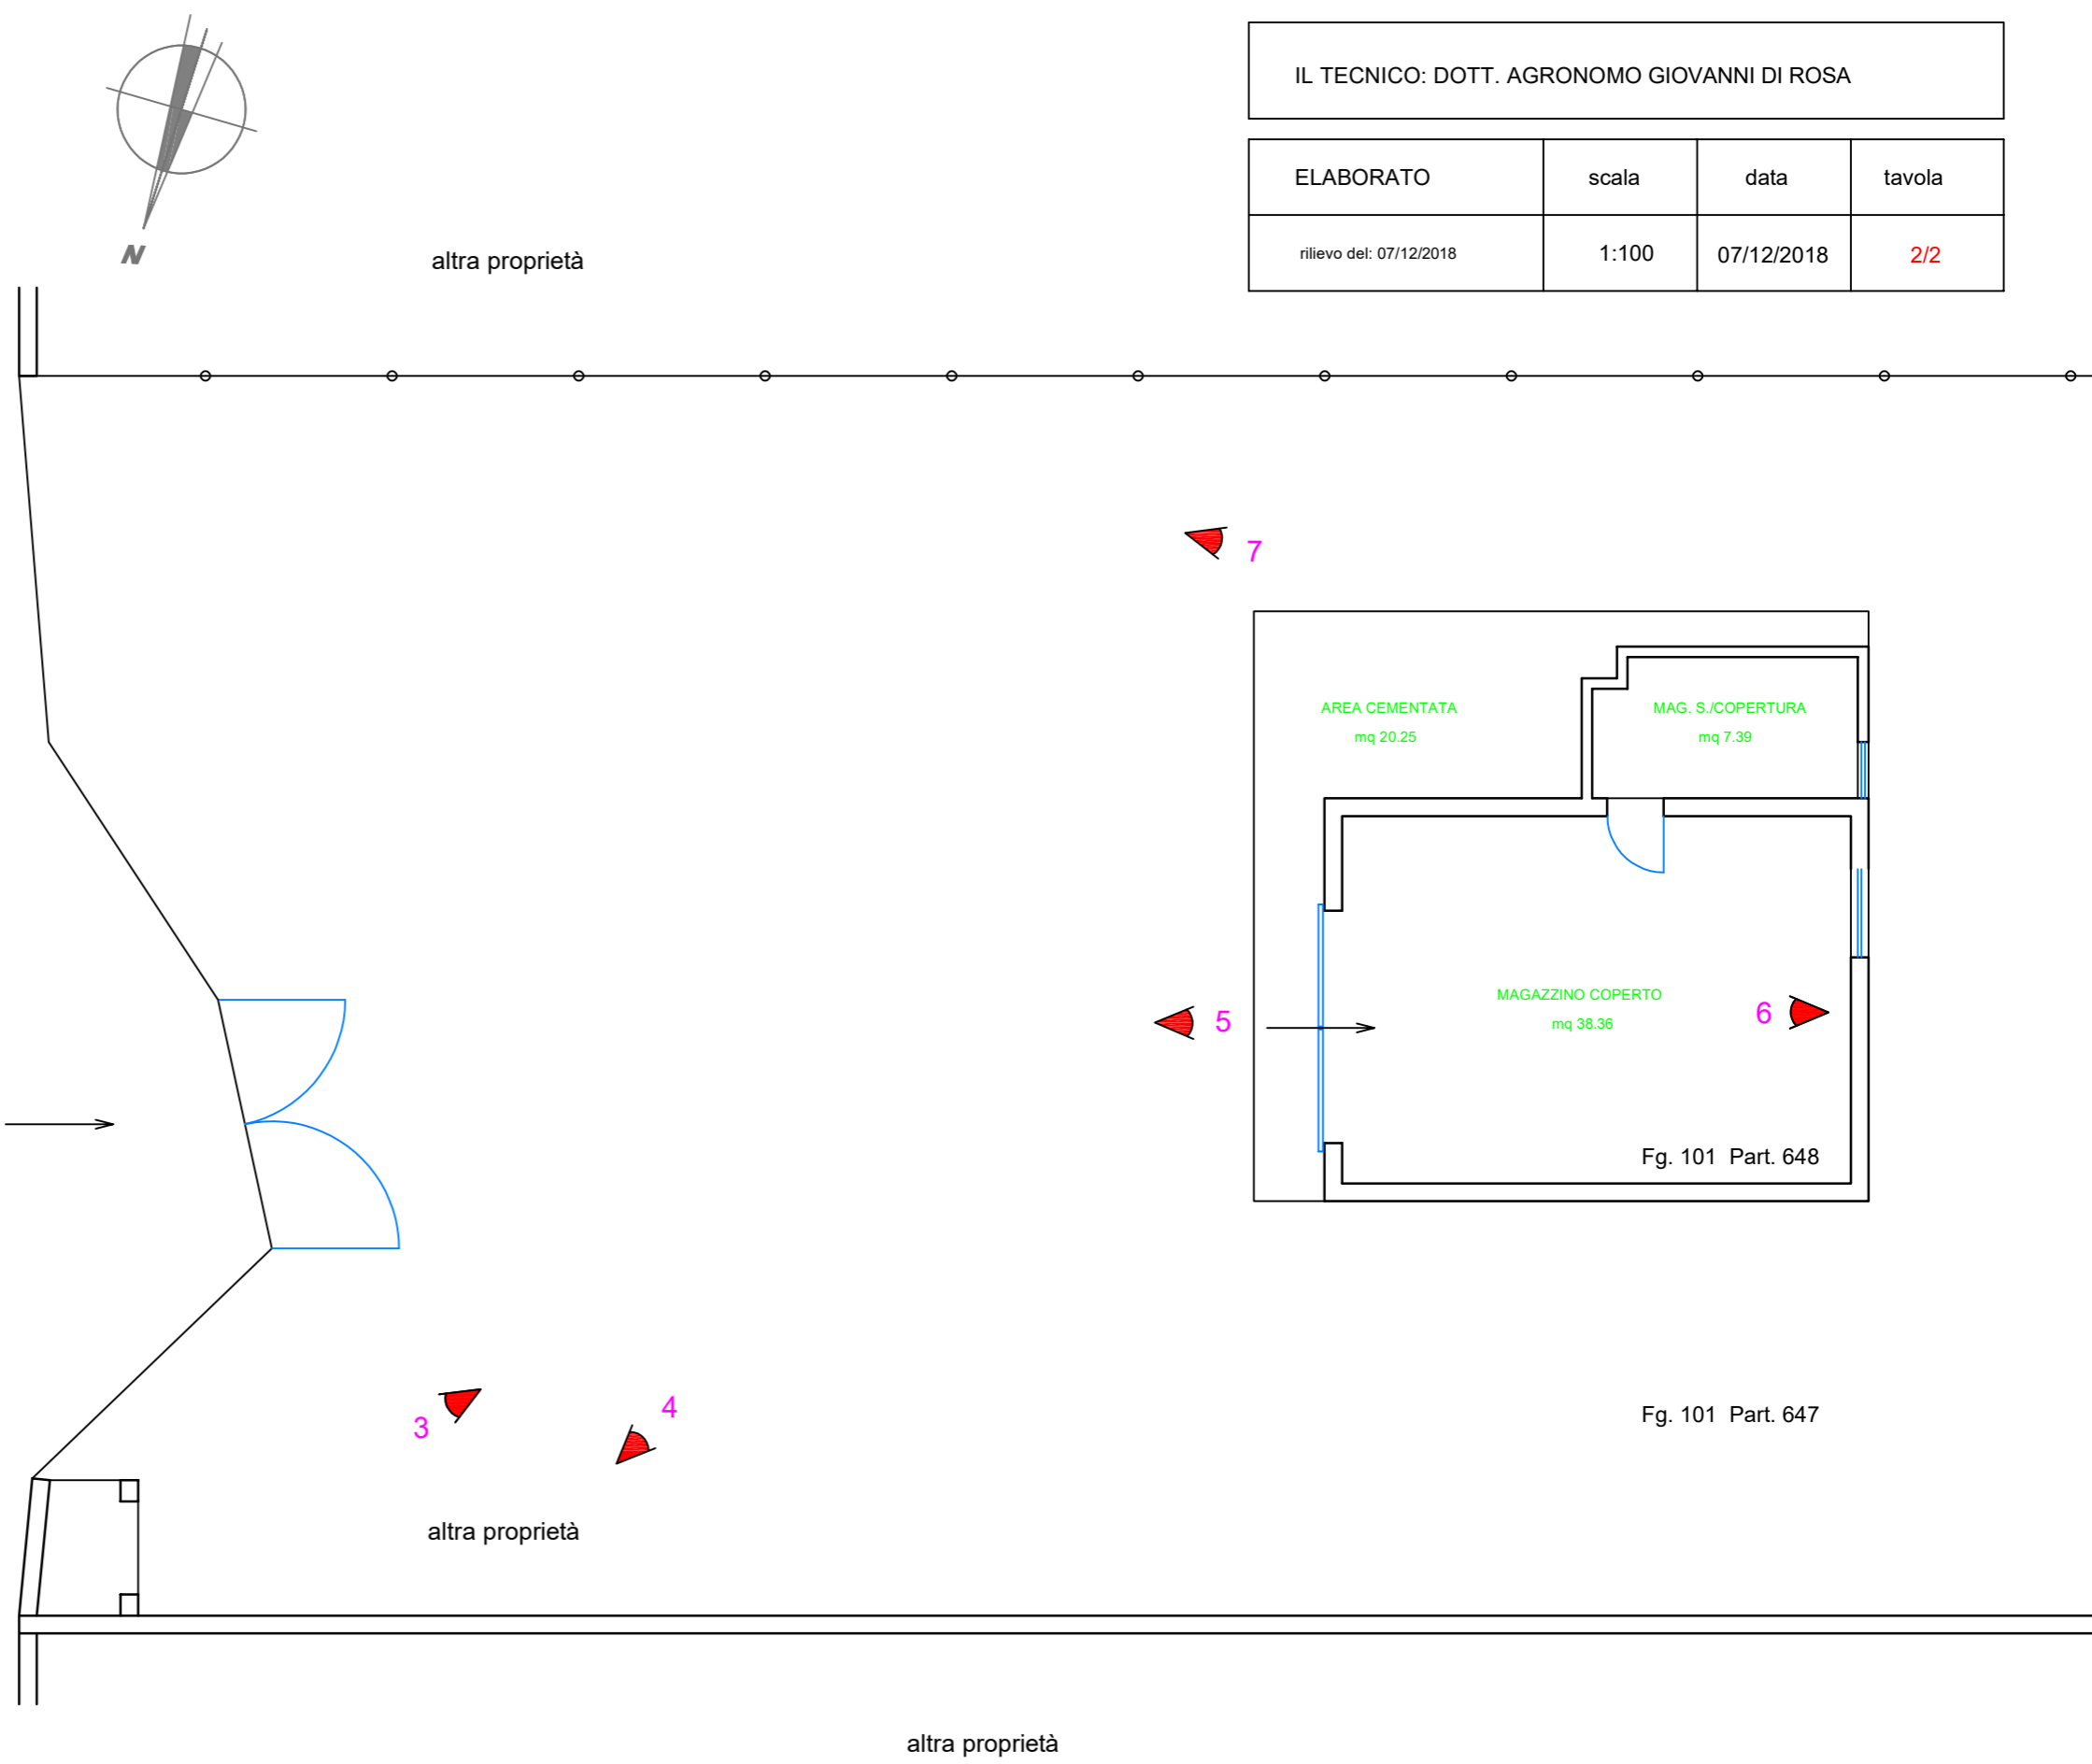 IL TECNICO: DOTT. AGRONOMO GIOVANNI DI ROSA
ELABORATO scala data tavola
rilievo del: 07/12/2018 1:100 07/12/2018 2/2
N
altra proprietà
7
AREA CEMENTATA
mq 20.25
MAG. S./COPERTURA
mq 7.39
5
MAGAZZINO COPERTO
mq 38.36
6
Fg. 101 Part. 648
3
4
Fg. 101 Part. 647
altra proprietà
altra proprietà